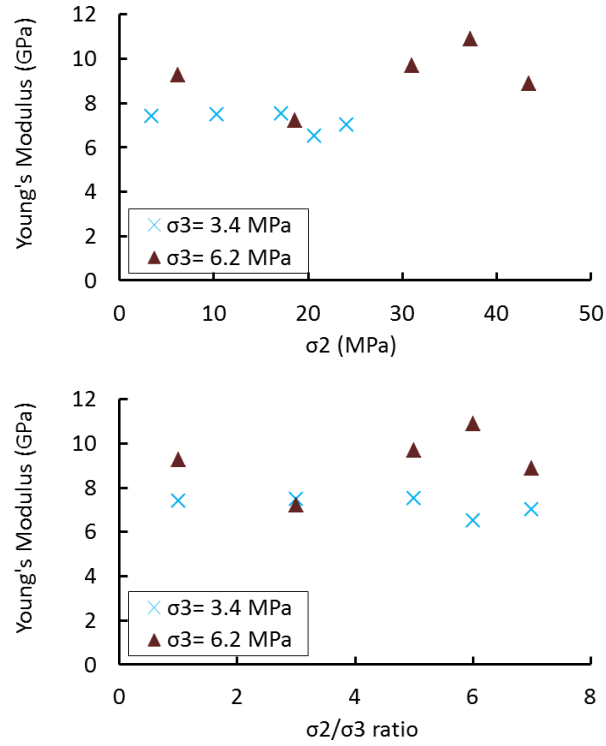 12
10
8
6
4
2
0
Young's Modulus (GPa)
σ3= 3.4 MPa
σ3= 6.2 MPa
0 10 20 30 40 50
σ2 (MPa)
12
10
8
6
4
2
0
Young's Modulus (GPa)
σ3= 3.4 MPa
σ3= 6.2 MPa
0 2 4 6 8
σ2/σ3 ratio